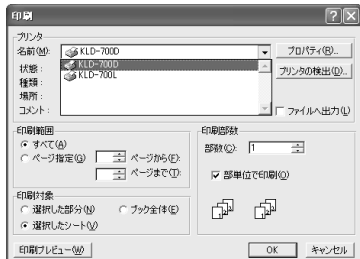 印刷
プリンタ
名前(M): KLD-700D プロパティ(R)...
状態: KLD-700D プリンタの検出(D)...
種類: KLD-700L
場所:
コメント: ファイルへ出力(L)
印刷範囲
すべて(A)
ページ指定(G) ページから(F):
ページまで(T):
印刷部数
部数(C): 1
部単位で印刷(O)
印刷対象
選択した部分(N) ブック全体(E)
選択したシート(V)
印刷プレビュー(W) OK キャンセル